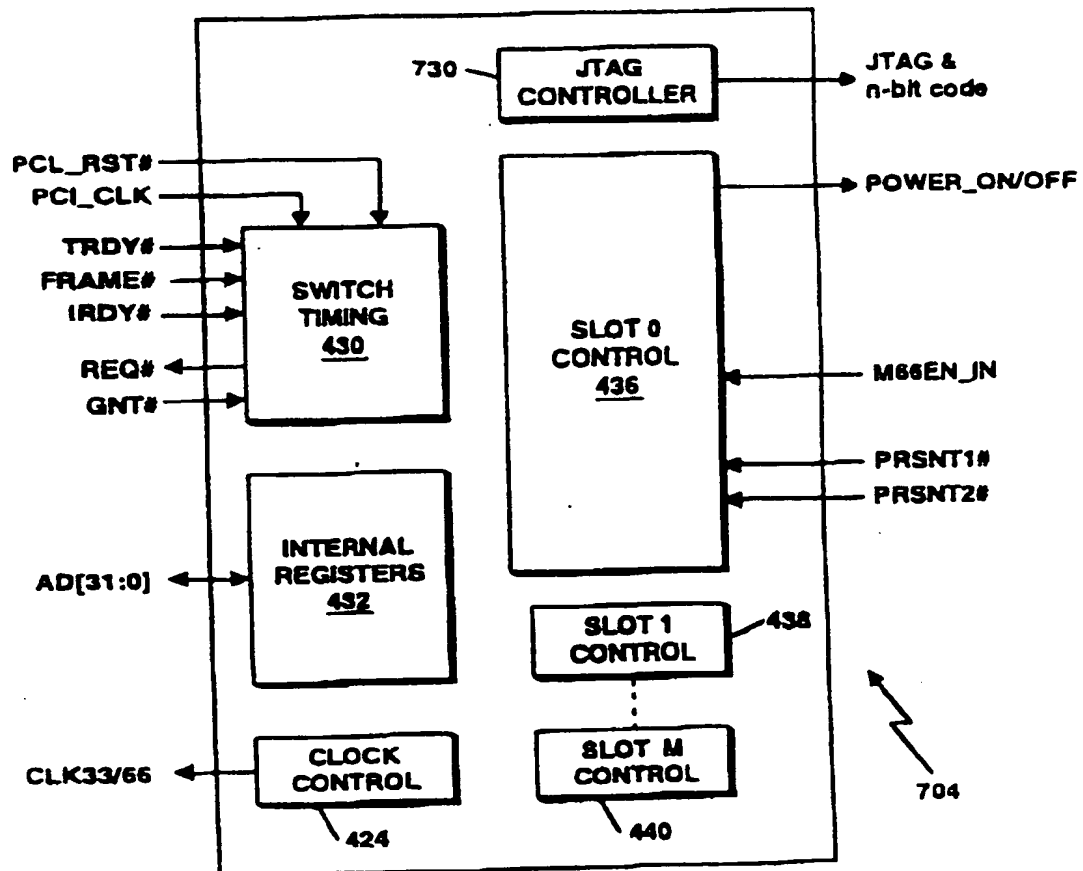 730
JTAG
CONTROLLER
JTAG &
n-bit code
PCL_RST#
PCI_CLK
TRDY#
FRAME#
IRDY#
REQ#
GNT#
SWITCH
TIMING
430
SLOT 0
CONTROL
436
POWER_ON/OFF
M66EN_IN
PRSNT1#
PRSNT2#
AD[31:0]
INTERNAL
REGISTERS
432
SLOT 1
CONTROL
438
CLK33/66
CLOCK
CONTROL
424
SLOT M
CONTROL
440
704